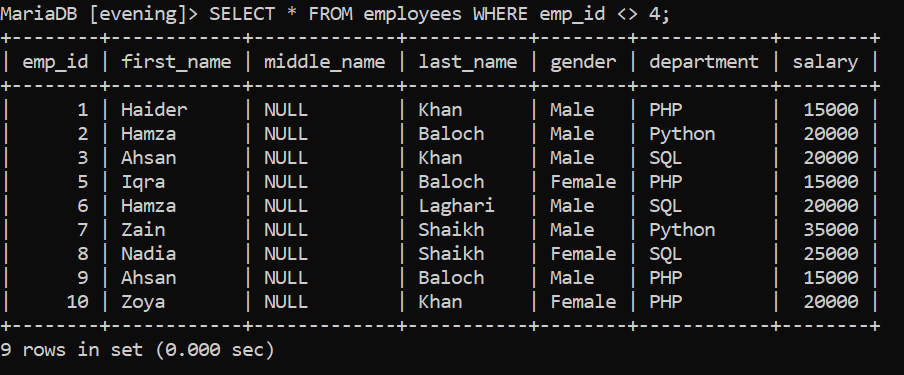 MariaDB [evening]> SELECT * FROM employees WHERE emp_id <> 4;
+--------+------------+-------------+-----------+--------+------------+--------+
| emp_id | first_name | middle_name | last_name | gender | department | salary |
+--------+------------+-------------+-----------+--------+------------+--------+
|      1 | Haider     | NULL        | Khan      | Male   | PHP        |  15000 |
|      2 | Hamza      | NULL        | Baloch    | Male   | Python     |  20000 |
|      3 | Ahsan      | NULL        | Khan      | Male   | SQL        |  20000 |
|      5 | Iqra       | NULL        | Baloch    | Female | PHP        |  15000 |
|      6 | Hamza      | NULL        | Laghari   | Male   | SQL        |  20000 |
|      7 | Zain       | NULL        | Shaikh    | Male   | Python     |  35000 |
|      8 | Nadia      | NULL        | Shaikh    | Female | SQL        |  25000 |
|      9 | Ahsan      | NULL        | Baloch    | Male   | PHP        |  15000 |
|     10 | Zoya       | NULL        | Khan      | Female | PHP        |  20000 |
+--------+------------+-------------+-----------+--------+------------+--------+
9 rows in set (0.000 sec)